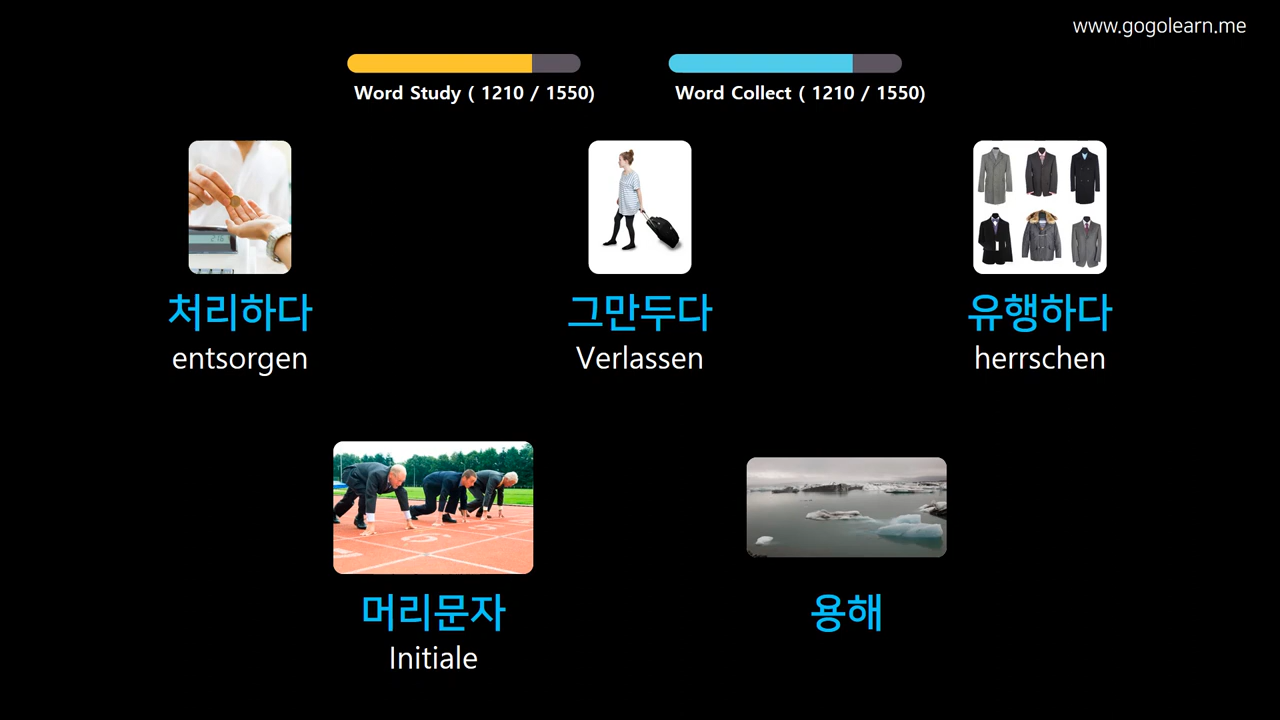 www.gogolearn.me
Word Study ( 1210 / 1550)
Word Collect ( 1210 / 1550)
처리하다
entsorgen
그만두다
Verlassen
유행하다
herrschen
머리문자
Initiale
용해